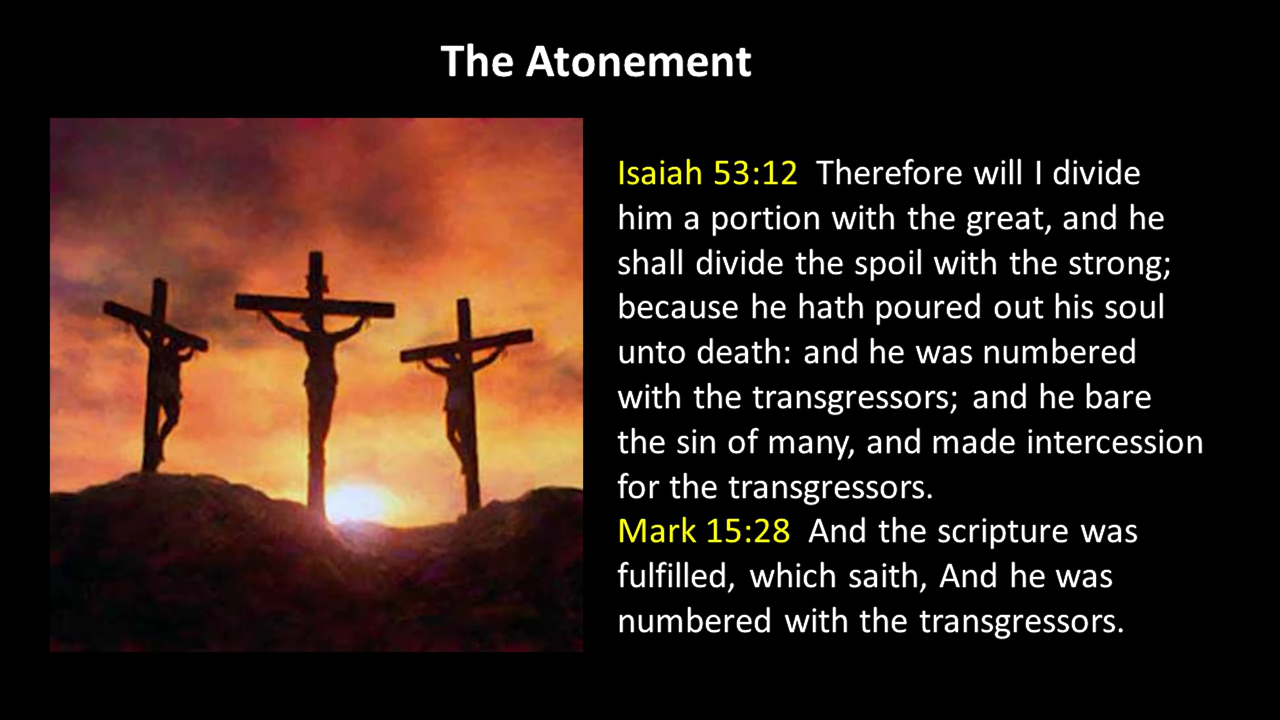 The Atonement
Isaiah 53:12  Therefore will I divide
him a portion with the great, and he
shall divide the spoil with the strong;
because he hath poured out his soul
unto death: and he was numbered
with the transgressors; and he bare
the sin of many, and made intercession
for the transgressors.
Mark 15:28  And the scripture was
fulfilled, which saith, And he was
numbered with the transgressors.